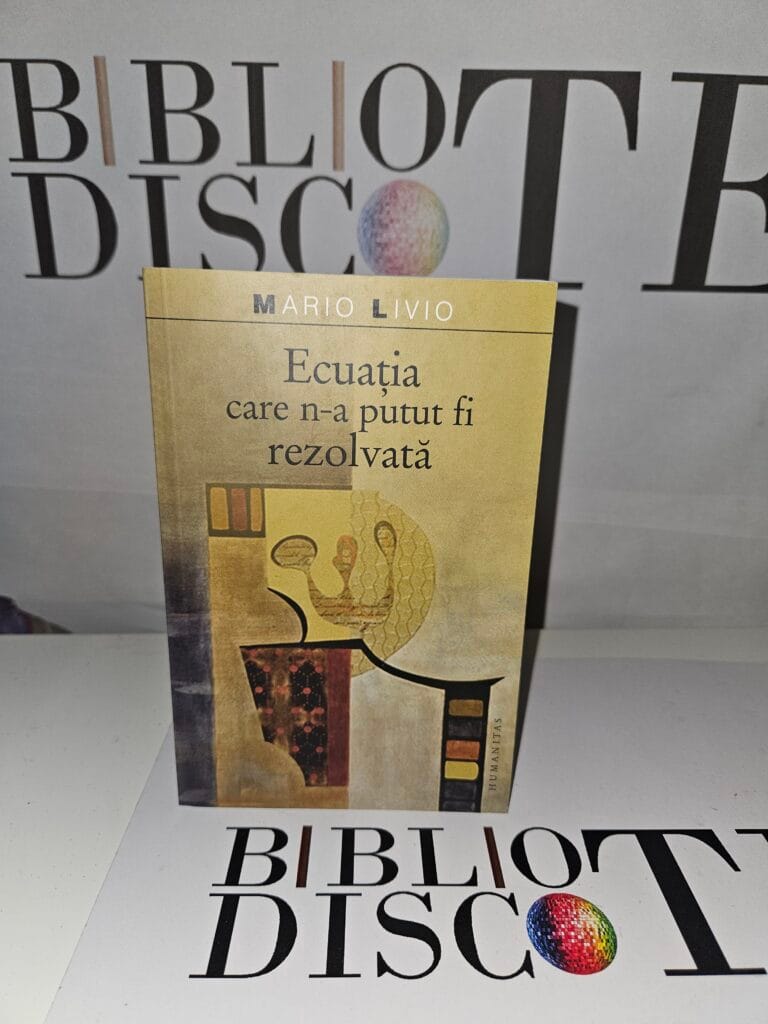 BIBLIOTE
DISCO
MARIO LIVIO
Ecuația
care n-a putut fi
rezolvată
HUMANITAS
BIBLIOT
DISCO